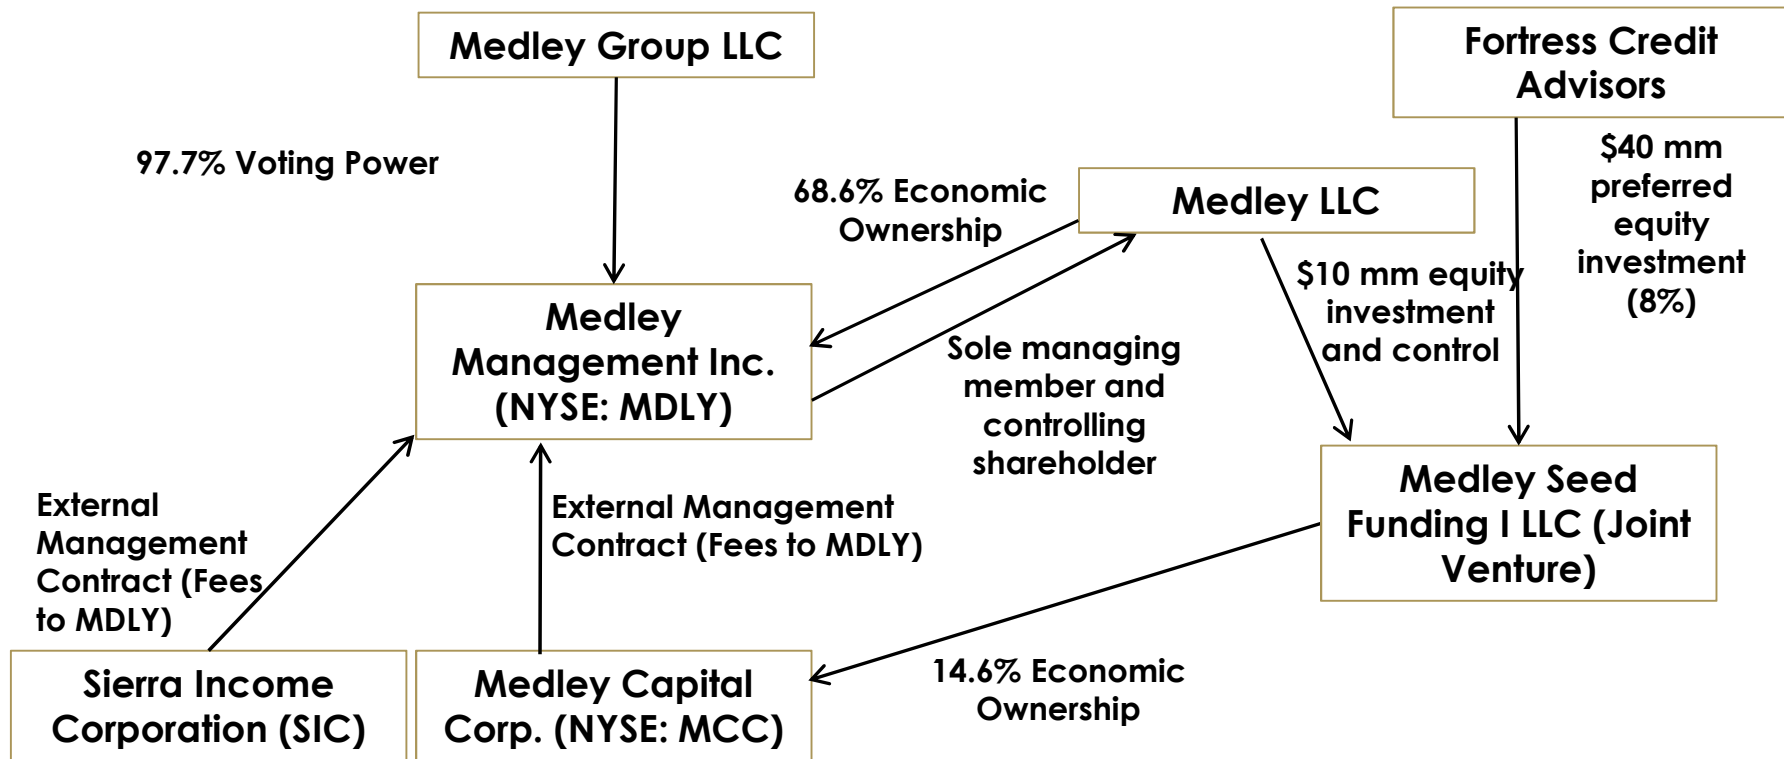 Medley Group LLC
Fortress Credit
Advisors
97.7% Voting Power
68.6% Economic
Ownership
Medley LLC
$40 mm
preferred
equity
investment
(8%)
$10 mm equity
investment
and control
Medley
Management Inc.
(NYSE: MDLY)
Sole managing
member and
controlling
shareholder
Medley Seed
Funding I LLC (Joint
Venture)
External
Management
Contract (Fees
to MDLY)
External Management
Contract (Fees to MDLY)
14.6% Economic
Ownership
Sierra Income
Corporation (SIC)
Medley Capital
Corp. (NYSE: MCC)